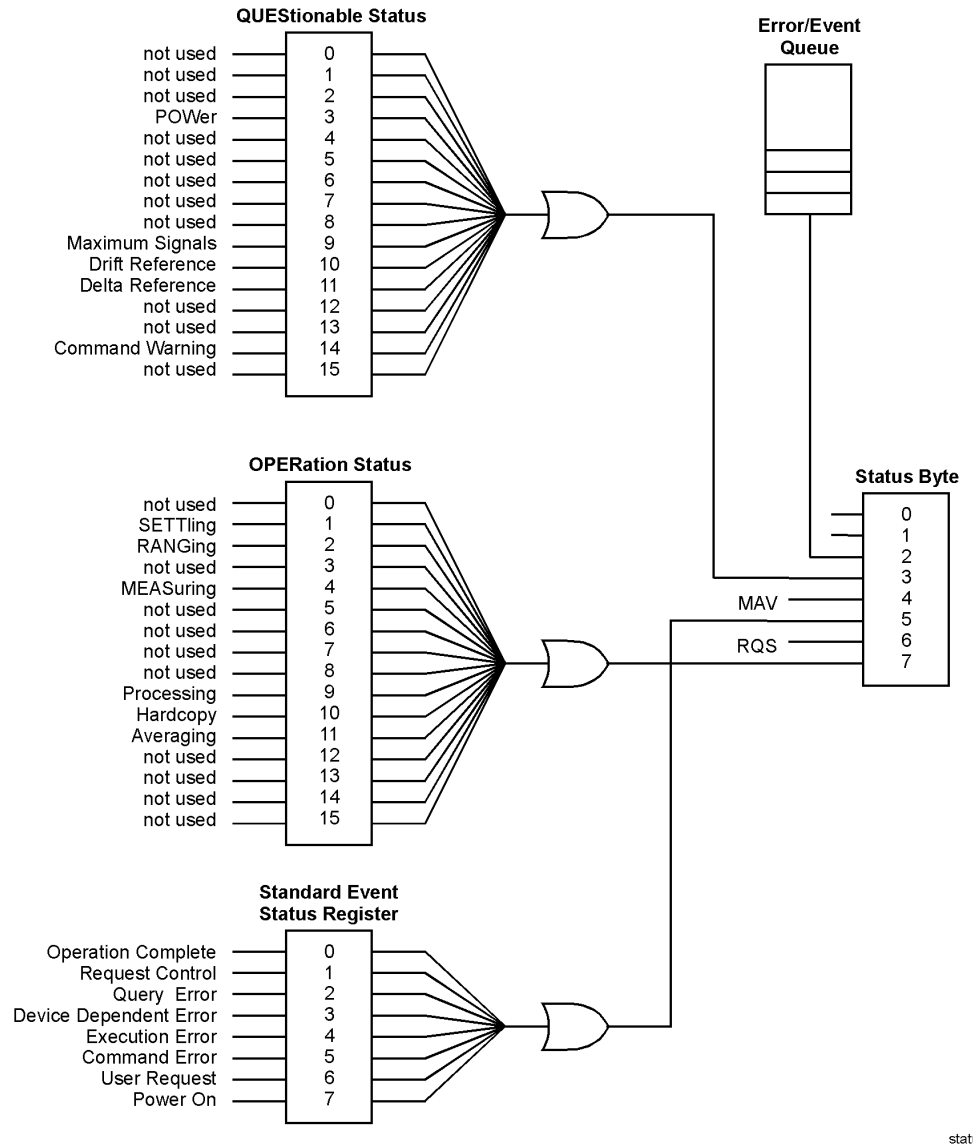 QUEStionable Status
not used 0
not used 1
not used 2
POWer 3
not used 4
not used 5
not used 6
not used 7
not used 8
Maximum Signals 9
Drift Reference 10
Delta Reference 11
not used 12
not used 13
Command Warning 14
not used 15
Error/Event
Queue
OPERation Status
not used 0
SETTling 1
RANGing 2
not used 3
MEASuring 4
not used 5
not used 6
not used 7
not used 8
Processing 9
Hardcopy 10
Averaging 11
not used 12
not used 13
not used 14
not used 15
Status Byte
0
1
2
3
MAV 4
5
RQS 6
7
Standard Event
Status Register
Operation Complete 0
Request Control 1
Query Error 2
Device Dependent Error 3
Execution Error 4
Command Error 5
User Request 6
Power On 7
stat